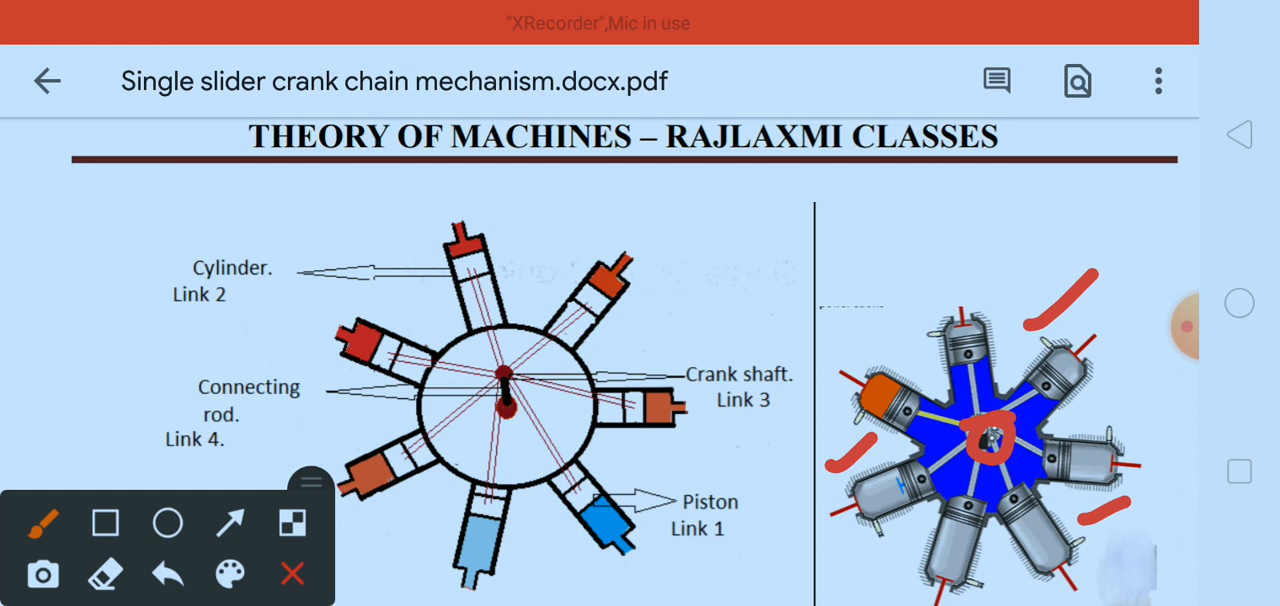 "XRecorder",Mic in use
Single slider crank chain mechanism.docx.pdf
THEORY OF MACHINES – RAJLAXMI CLASSES
Cylinder.
Link 2
Connecting
rod.
Link 4.
Crank shaft.
Link 3
Piston
Link 1